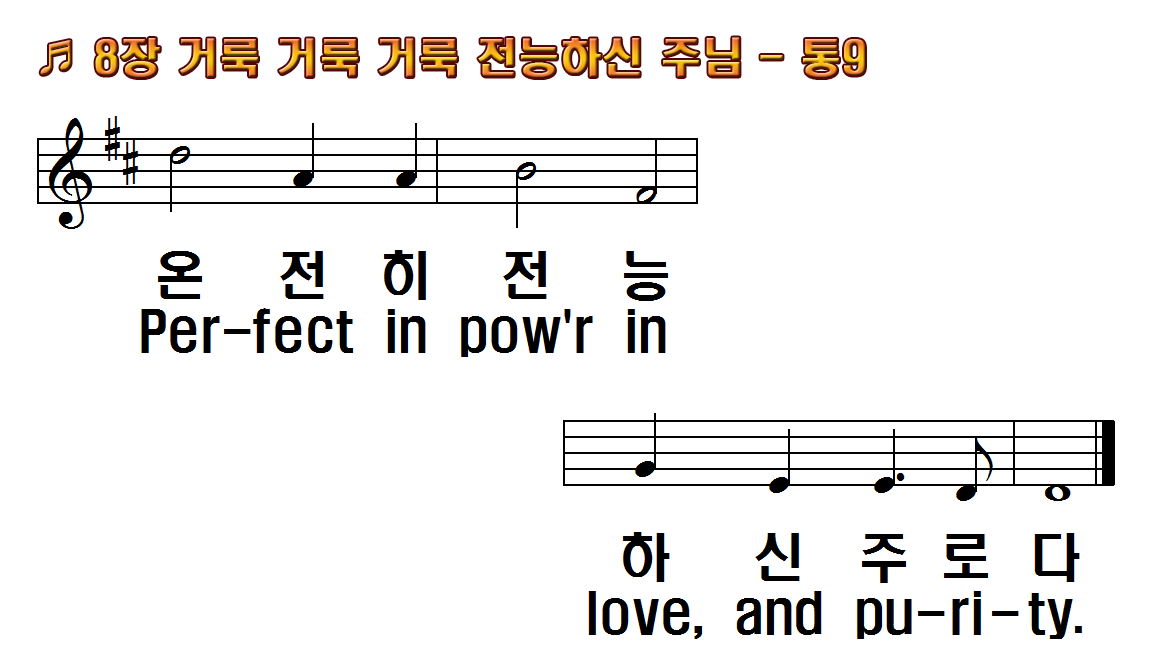 ♬ 8장 거룩 거룩 거룩 전능하신 주님 - 통9
온 전 히 전 능
Per-fect in pow'r in
하 신 주 로 다
love, and pu-ri-ty.